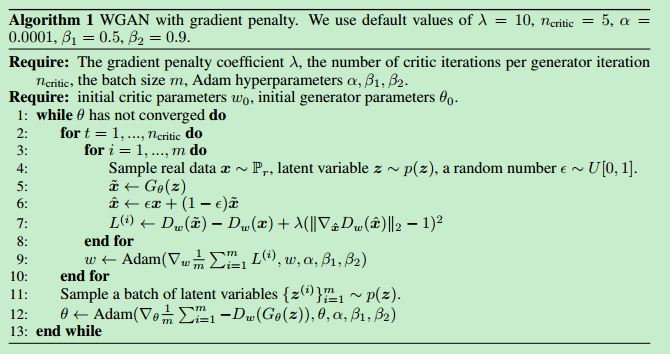 Algorithm 1 WGAN with gradient penalty. We use default values of λ = 10, n_critic = 5, α =
0.0001, β₁ = 0.5, β₂ = 0.9.
Require: The gradient penalty coefficient λ, the number of critic iterations per generator iteration
n_critic, the batch size m, Adam hyperparameters α, β₁, β₂.
Require: initial critic parameters w₀, initial generator parameters θ₀.
1: while θ has not converged do
2: for t = 1, ..., n_critic do
3: for i = 1, ..., m do
4: Sample real data x ∼ ℙ_r, latent variable z ∼ p(z), a random number ϵ ∼ U[0, 1].
5: x̃ ← G_θ(z)
6: x̂ ← ϵx + (1 − ϵ)x̃
7: L^(i) ← D_w(x̃) − D_w(x) + λ(‖∇_x̂ D_w(x̂)‖₂ − 1)²
8: end for
9: w ← Adam(∇_w 1/m ∑_{i=1}^m L^(i), w, α, β₁, β₂)
10: end for
11: Sample a batch of latent variables {z^(i)}_{i=1}^m ∼ p(z).
12: θ ← Adam(∇_θ 1/m ∑_{i=1}^m −D_w(G_θ(z)), θ, α, β₁, β₂)
13: end while